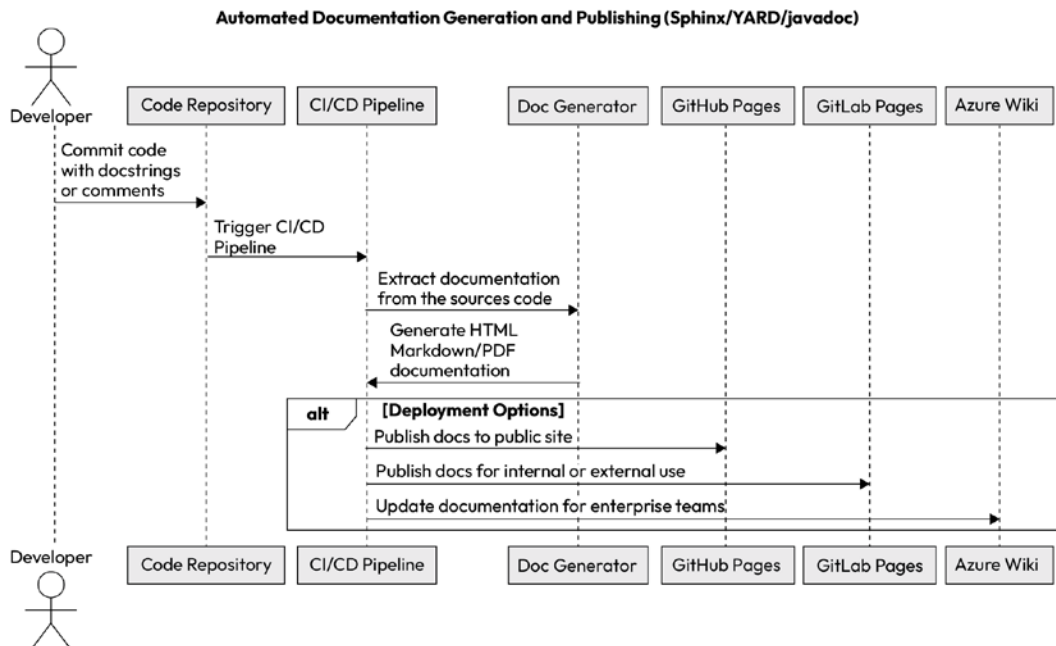 Automated Documentation Generation and Publishing (Sphinx/YARD/javadoc)
Developer
Code Repository
CI/CD Pipeline
Doc Generator
GitHub Pages
GitLab Pages
Azure Wiki
Commit code
with docstrings
or comments
Trigger CI/CD
Pipeline
Extract documentation
from the sources code
Generate HTML
Markdown/PDF
documentation
alt
[Deployment Options]
Publish docs to public site
Publish docs for internal or external use
Update documentation for enterprise teams
Developer
Code Repository
CI/CD Pipeline
Doc Generator
GitHub Pages
GitLab Pages
Azure Wiki